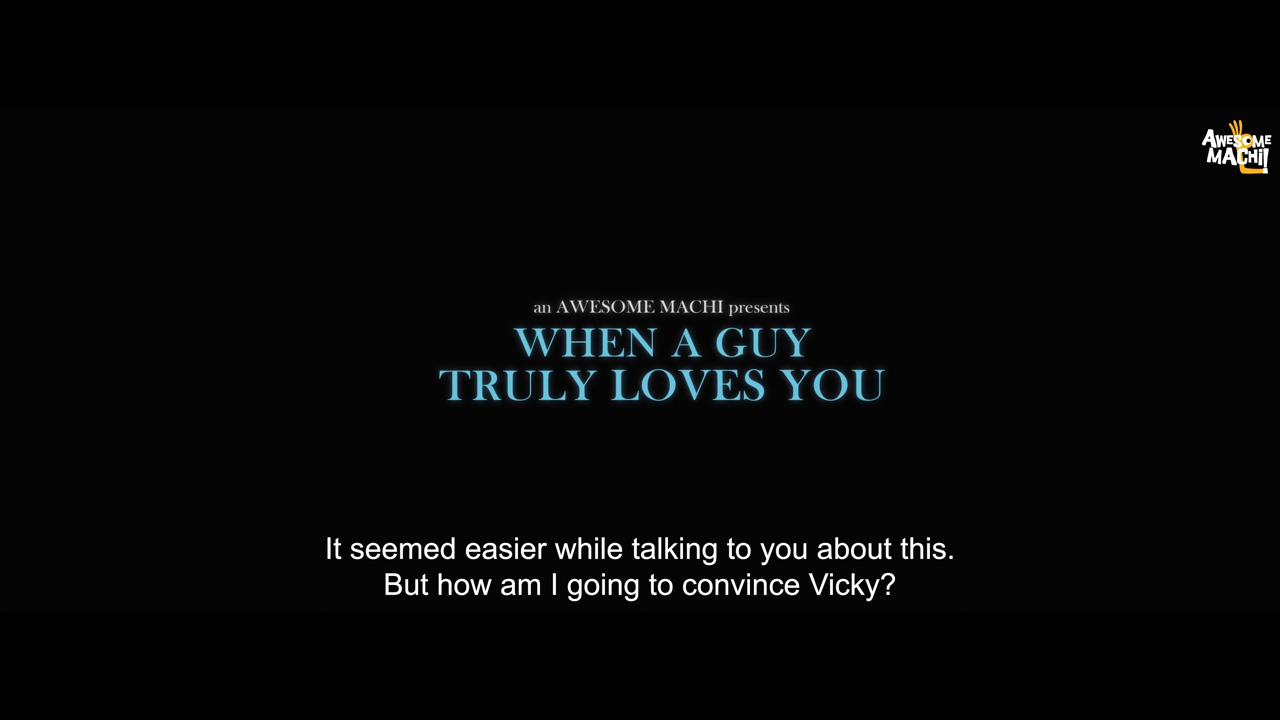 AWESOME
MACHi!
an AWESOME MACHI presents
WHEN A GUY
TRULY LOVES YOU
It seemed easier while talking to you about this.
But how am I going to convince Vicky?